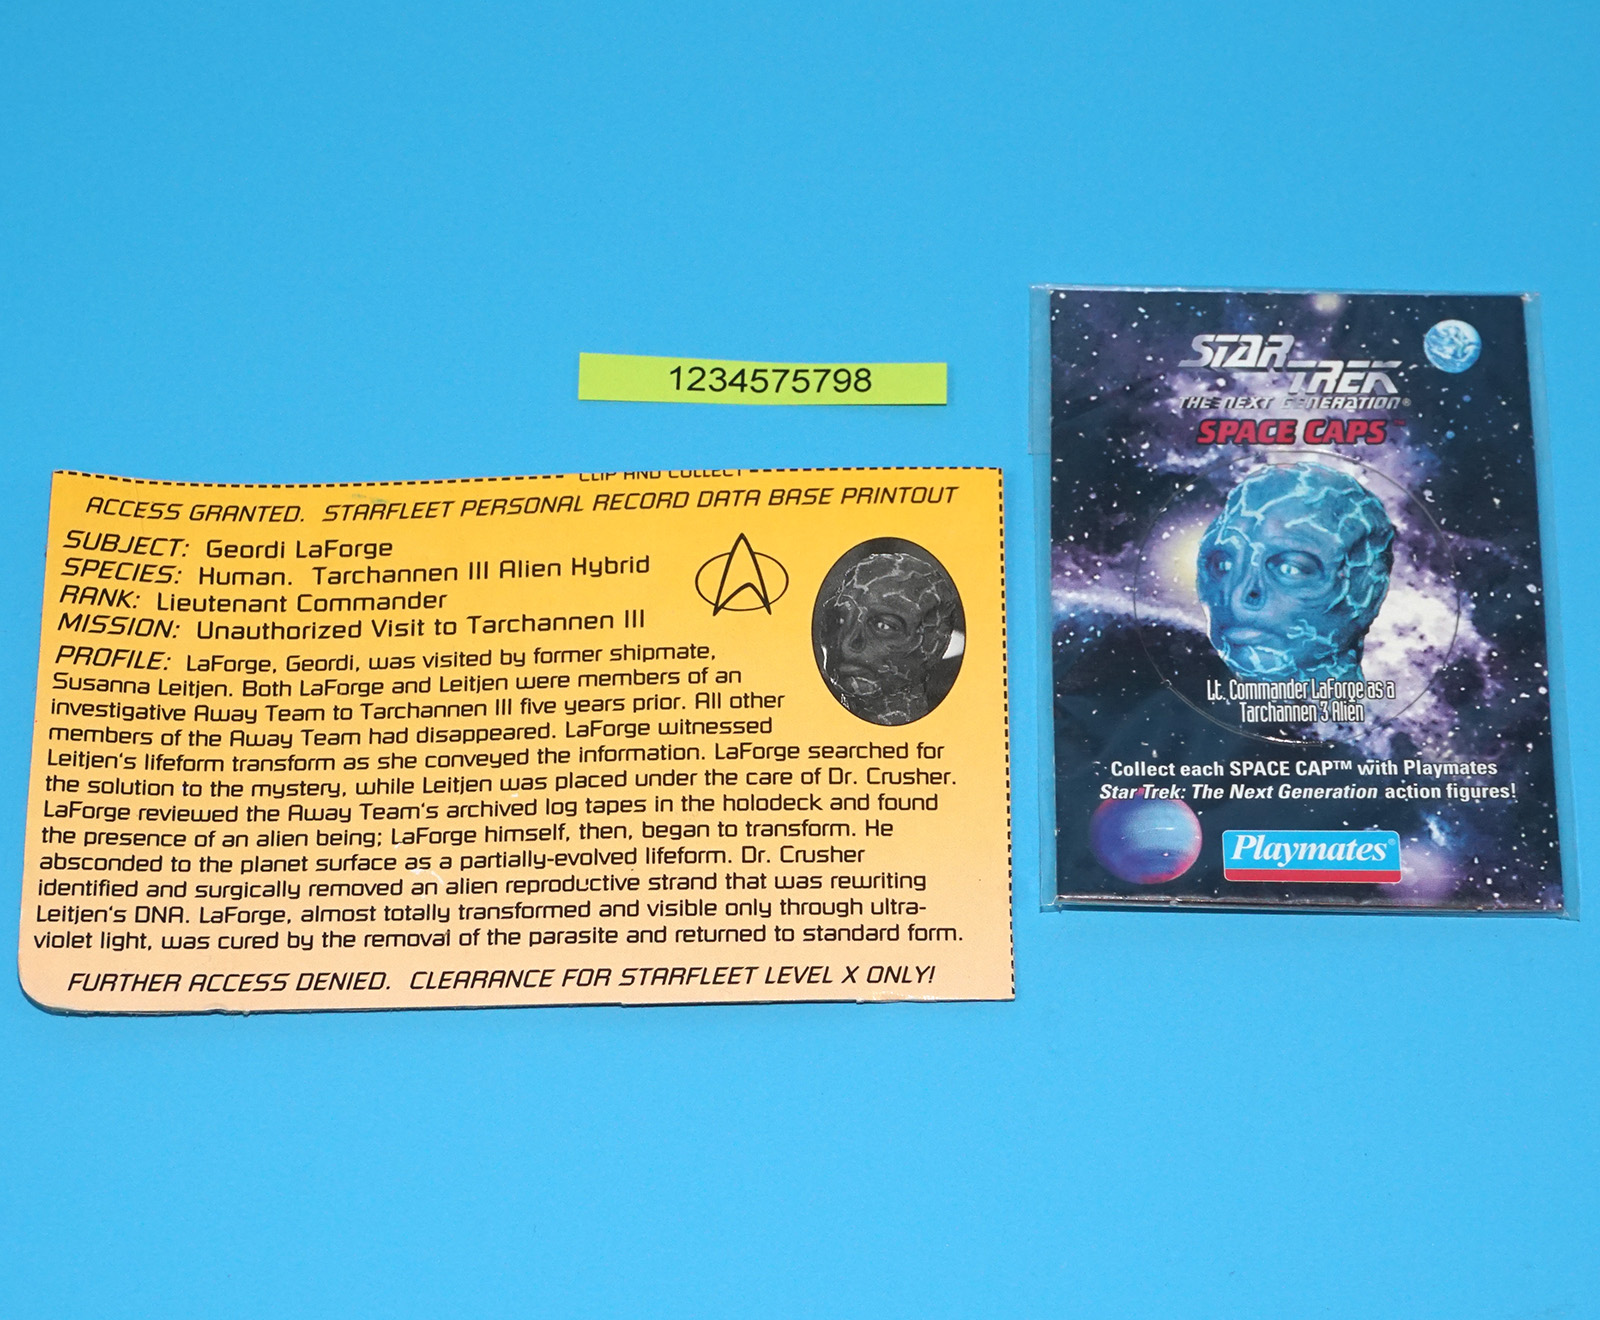 1234575798
CLIP AND COLLECT
ACCESS GRANTED. STARFLEET PERSONAL RECORD DATA BASE PRINTOUT
SUBJECT: Geordi LaForge
SPECIES: Human. Tarchannen III Alien Hybrid
RANK: Lieutenant Commander
MISSION: Unauthorized Visit to Tarchannen III
PROFILE: LaForge, Geordi, was visited by former shipmate,
Susanna Leitjen. Both LaForge and Leitjen were members of an
investigative Away Team to Tarchannen III five years prior. All other
members of the Away Team had disappeared. LaForge witnessed
Leitjen's lifeform transform as she conveyed the information. LaForge searched for
the solution to the mystery, while Leitjen was placed under the care of Dr. Crusher.
LaForge reviewed the Away Team's archived log tapes in the holodeck and found
the presence of an alien being; LaForge himself, then, began to transform. He
absconded to the planet surface as a partially-evolved lifeform. Dr. Crusher
identified and surgically removed an alien reproductive strand that was rewriting
Leitjen's DNA. LaForge, almost totally transformed and visible only through ultra-
violet light, was cured by the removal of the parasite and returned to standard form.
FURTHER ACCESS DENIED. CLEARANCE FOR STARFLEET LEVEL X ONLY!
STAR TREK
THE NEXT GENERATION®
SPACE CAPS™
Lt. Commander LaForge as a
Tarchannen 3 Alien
Collect each SPACE CAP™ with Playmates
Star Trek: The Next Generation action figures!
Playmates®